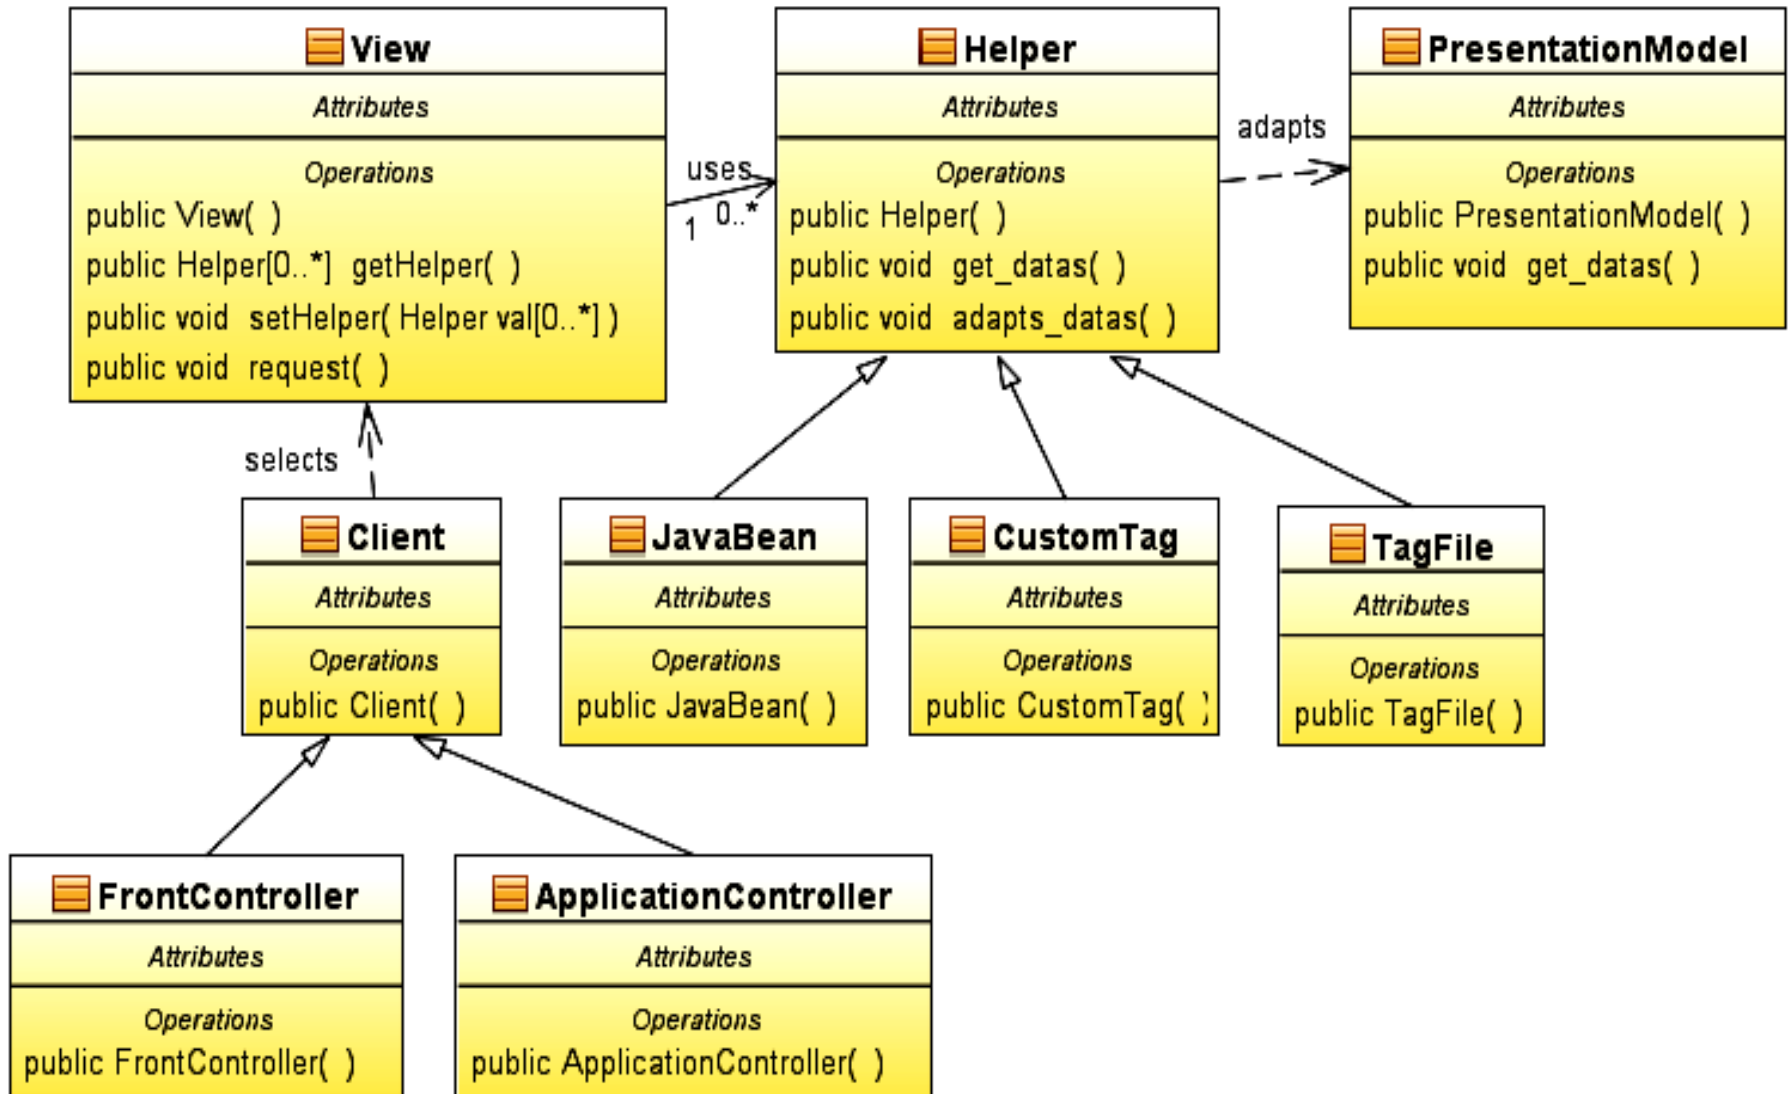 View
Attributes
Operations
public View( )
public Helper[0..*] getHelper( )
public void setHelper( Helper val[0..*] )
public void request( )
uses
1 0..*
Helper
Attributes
Operations
public Helper( )
public void get_datas( )
public void adapts_datas( )
adapts
PresentationModel
Attributes
Operations
public PresentationModel( )
public void get_datas( )
selects
Client
Attributes
Operations
public Client( )
JavaBean
Attributes
Operations
public JavaBean( )
CustomTag
Attributes
Operations
public CustomTag( )
TagFile
Attributes
Operations
public TagFile( )
FrontController
Attributes
Operations
public FrontController( )
ApplicationController
Attributes
Operations
public ApplicationController( )